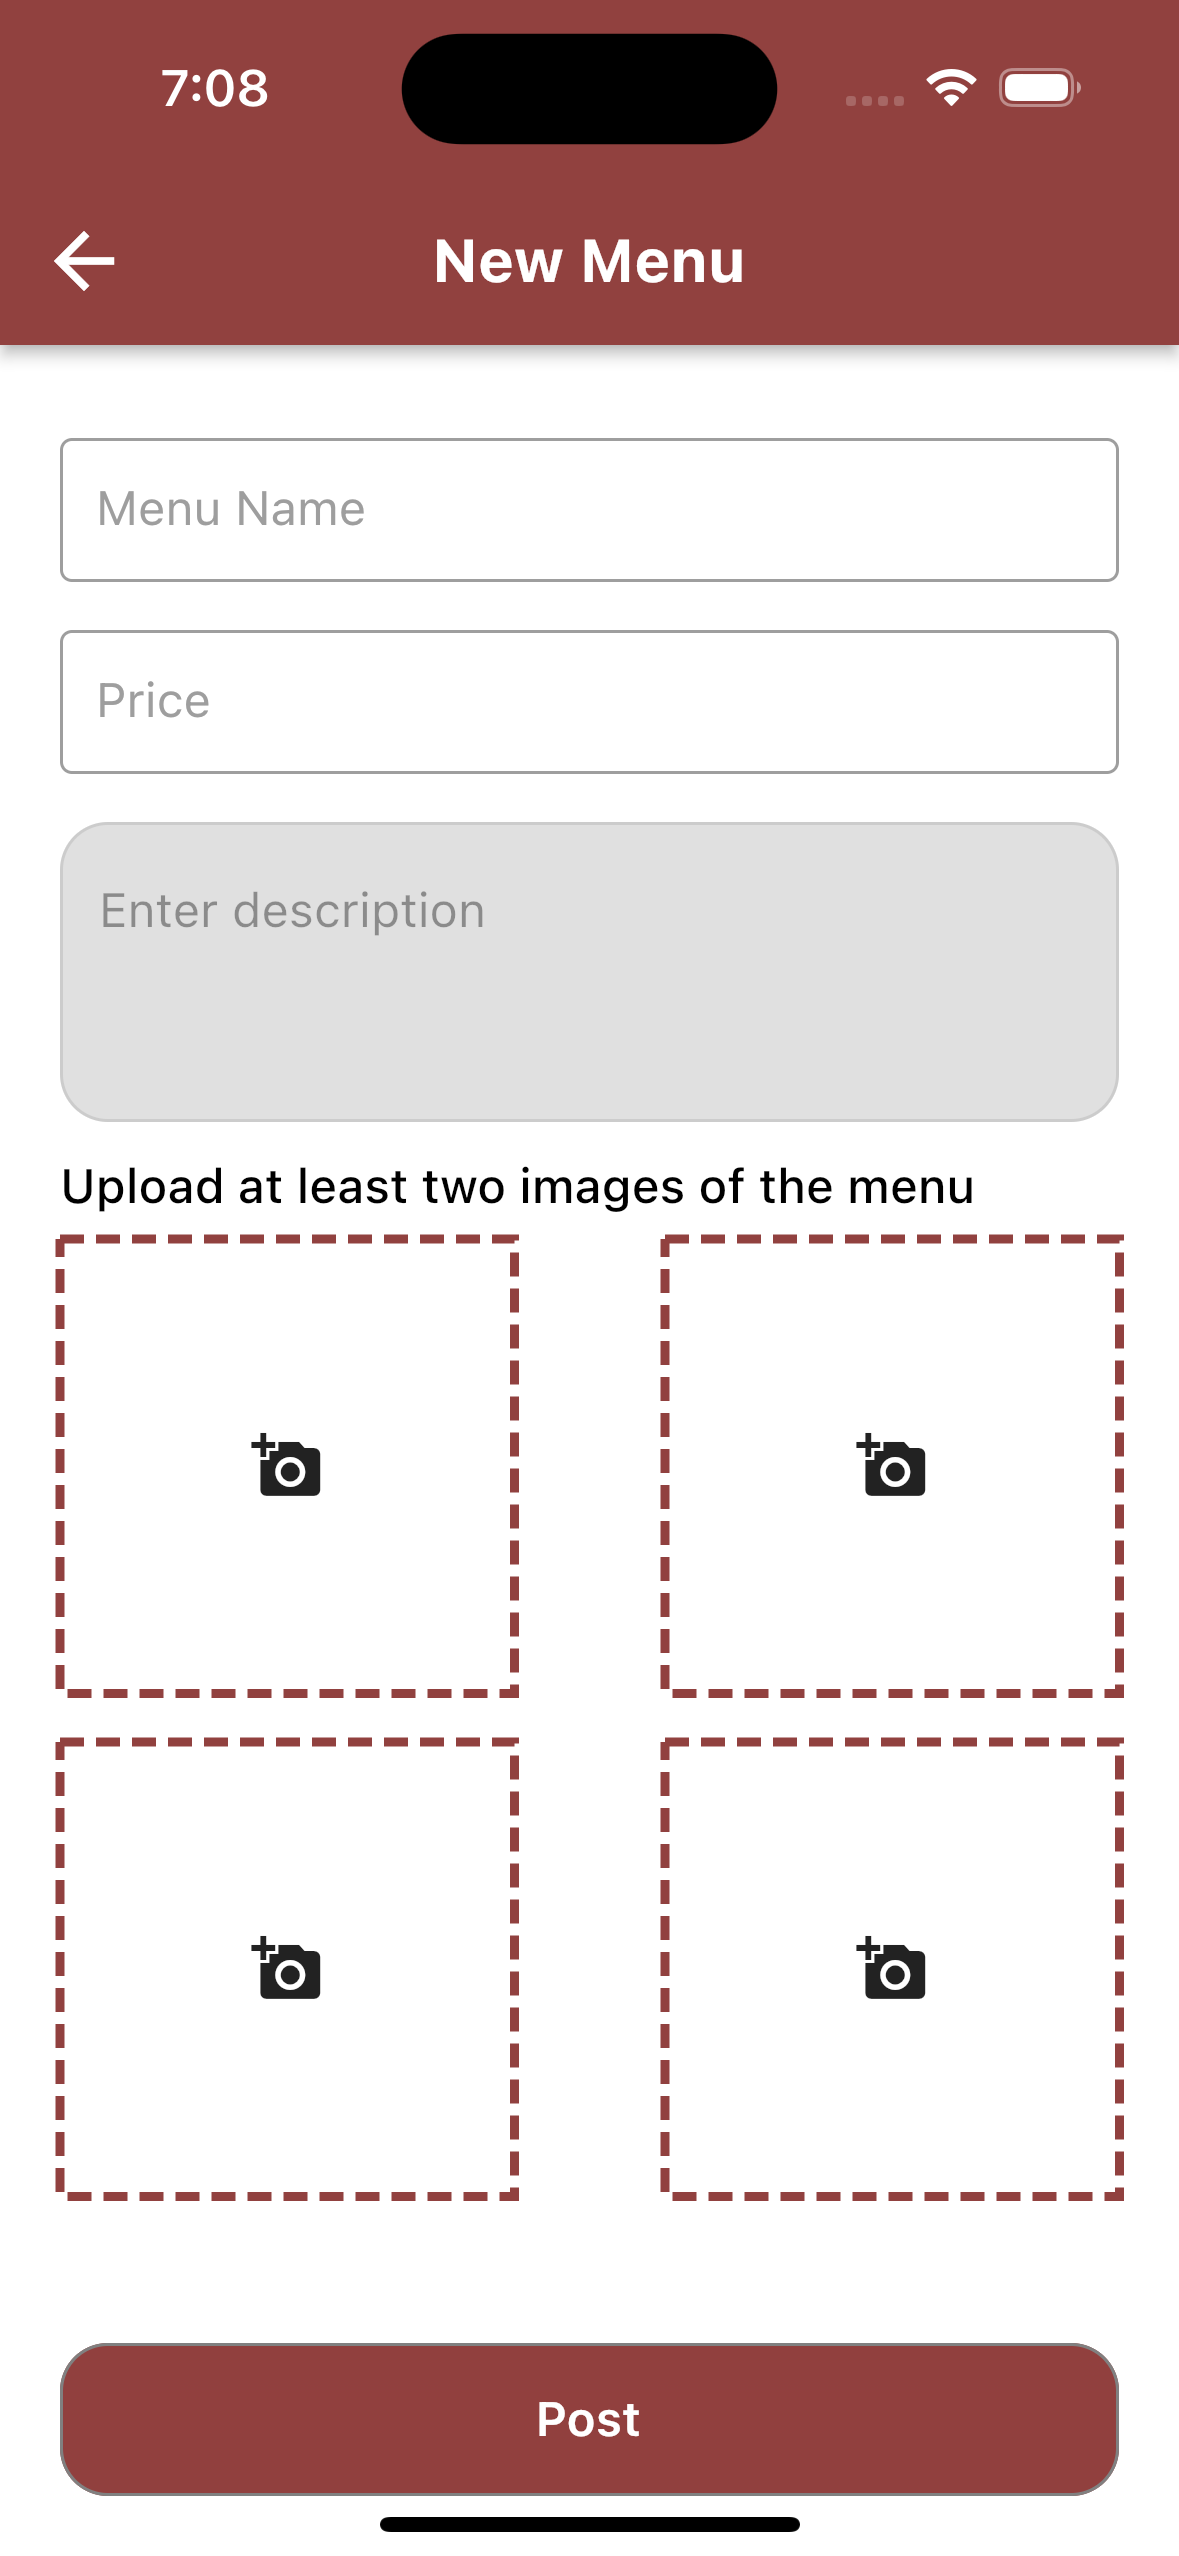 7:08
New Menu
Menu Name
Price
Enter description
Upload at least two images of the menu
Post